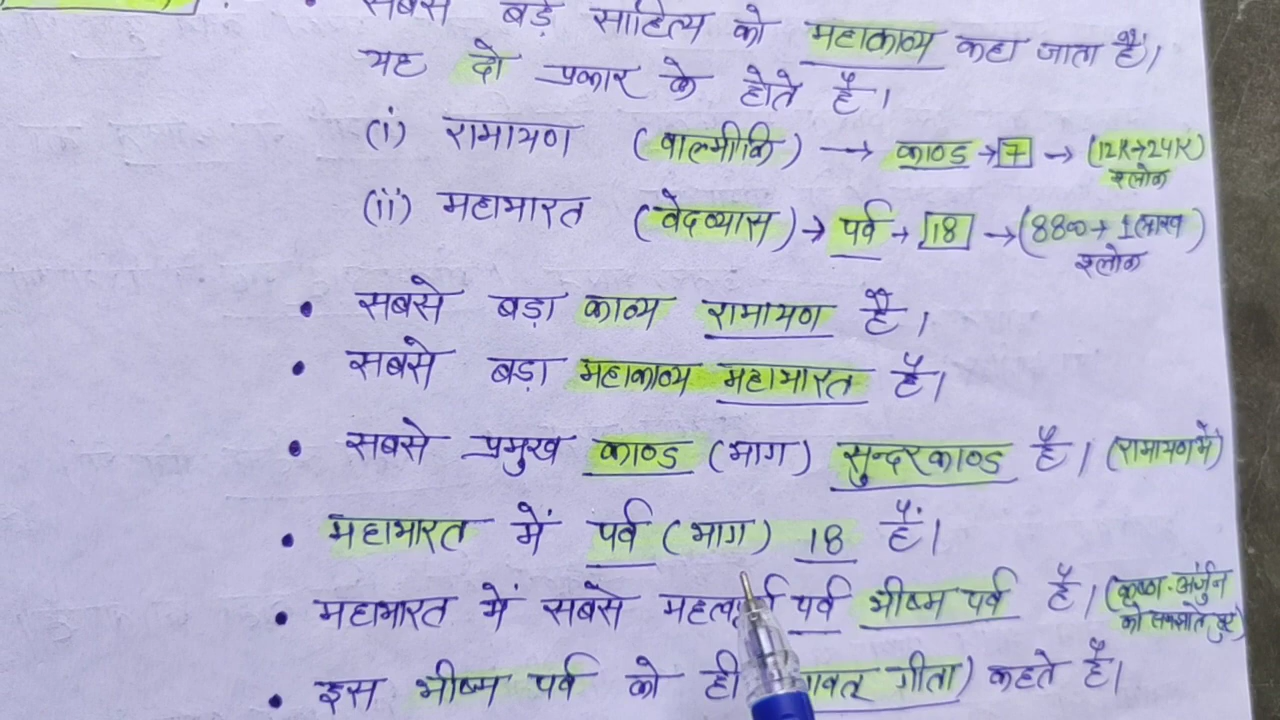 सबसे बड़े साहित्य को महाकाव्य कहा जाता है।
यह दो प्रकार के होते है।
(i) रामायण (वाल्मीकि) → काण्ड → 7 → (12K→24K) श्लोक
(ii) महाभारत (वेदव्यास) → पर्व → 18 → (8800→ 1 लाख) श्लोक
• सबसे बड़ा काव्य रामायण है।
• सबसे बड़ा महाकाव्य महाभारत है।
• सबसे प्रमुख काण्ड (भाग) सुन्दरकाण्ड है। (रामायण में)
• महाभारत में पर्व (भाग) 18 हैं।
• महाभारत में सबसे पर्व भीष्म पर्व है। (कृष्ण-अर्जुन को समझाते हुए)
• इस भीष्म पर्व को ही गीता) कहते है।